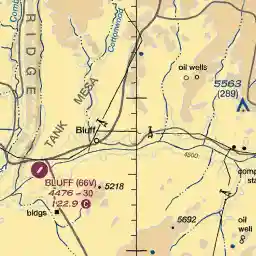 Cottonwood
RIDGE
TANK MESA
oil wells
5563
(289)
Bluff
4500
BLUFF (66V)
4476 - 30
122.9 C
5218
bldgs
5692
oil
well